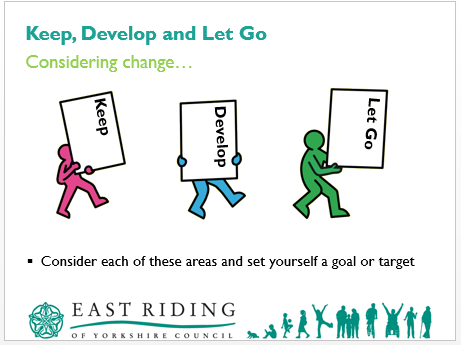 Keep, Develop and Let Go
Considering change…
Keep
Develop
Let Go
▪ Consider each of these areas and set yourself a goal or target
EAST RIDING
OF YORKSHIRE COUNCIL